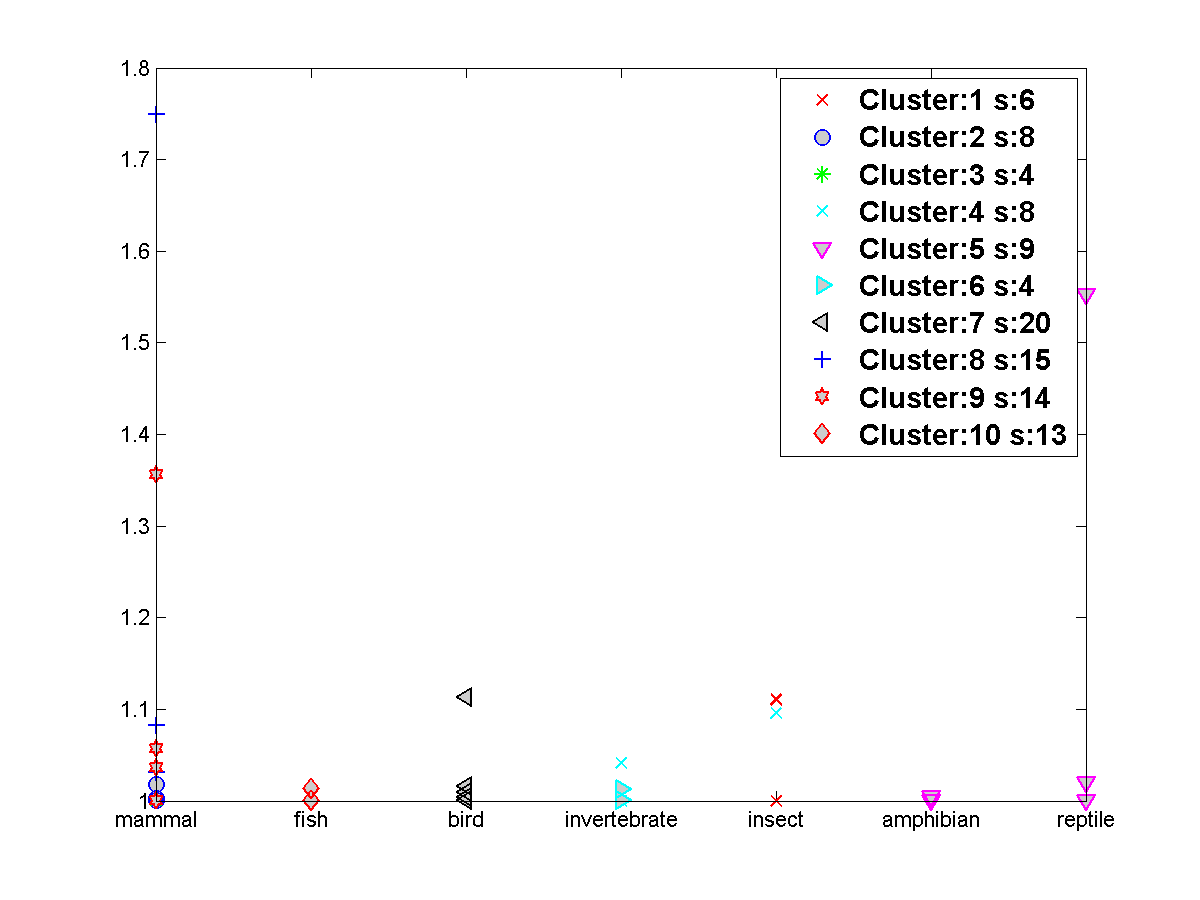 1.8
1.7
1.6
1.5
1.4
1.3
1.2
1.1
1
mammal
fish
bird
invertebrate
insect
amphibian
reptile
Cluster:1 s:6
Cluster:2 s:8
Cluster:3 s:4
Cluster:4 s:8
Cluster:5 s:9
Cluster:6 s:4
Cluster:7 s:20
Cluster:8 s:15
Cluster:9 s:14
Cluster:10 s:13